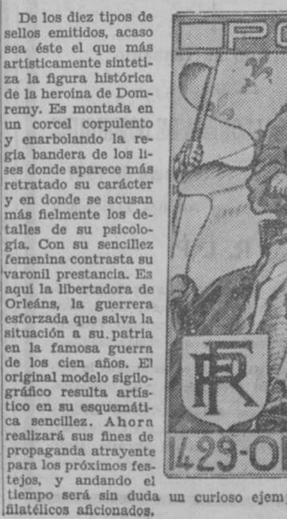 De los diez tipos de
sellos emitidos, acaso
sea éste el que más
artísticamente sinteti-
za la figura histórica
de la heroína de Dom-
remy. Es montada en
un corcel corpulento
y enarbolando la re-
gia bandera de los li-
ses donde aparece más
retratado su carácter
y en donde se acusan
más fielmente los de-
talles de su psicolo-
gía. Con su sencillez
femenina contrasta su
varonil prestancia. Es
aquí la libertadora de
Orleáns, la guerrera
esforzada que salva la
situación a su patria
en la famosa guerra
de los cien años. El
original modelo sigilo-
gráfico resulta artís-
tico en su esquemáti-
ca sencillez. Ahora
realizará sus fines de
propaganda atrayente
para los próximos fes-
tejos, y andando el
tiempo será sin duda un curioso ejem
filatélicos aficionados.
PO
RF
1429-O